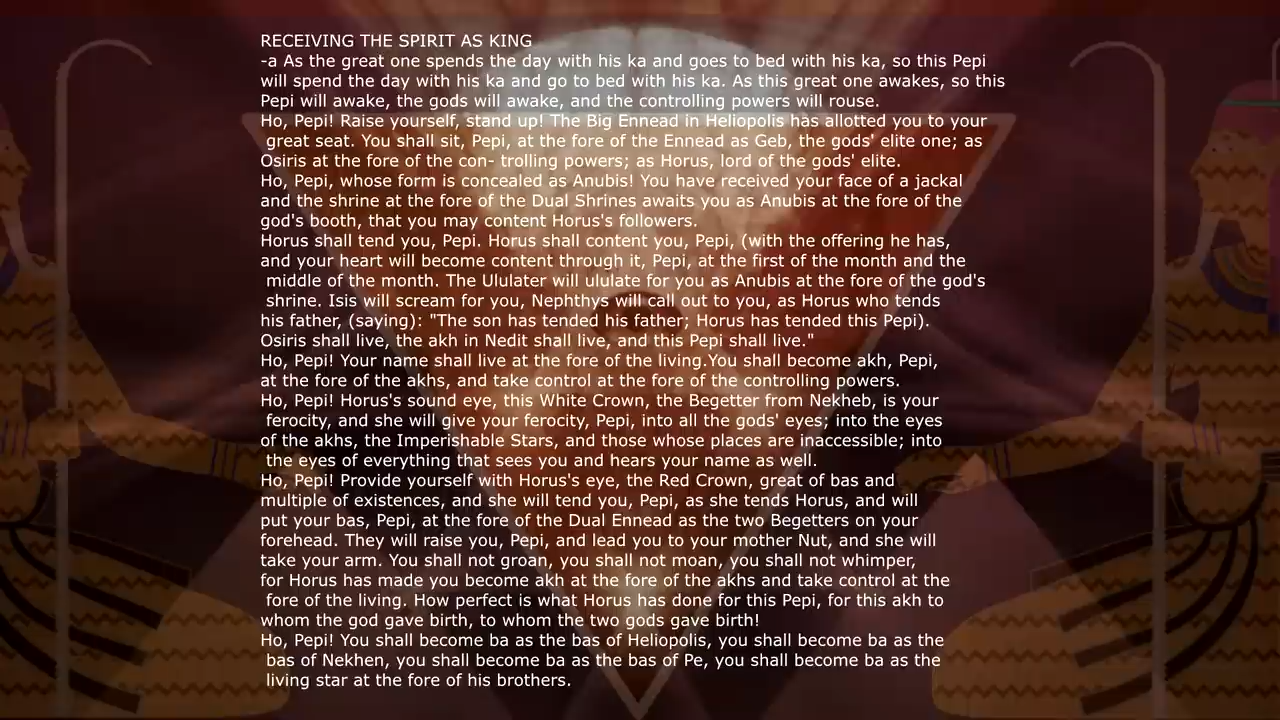 RECEIVING THE SPIRIT AS KING
-a As the great one spends the day with his ka and goes to bed with his ka, so this Pepi
will spend the day with his ka and go to bed with his ka. As this great one awakes, so this
Pepi will awake, the gods will awake, and the controlling powers will rouse.
Ho, Pepi! Raise yourself, stand up! The Big Ennead in Heliopolis has allotted you to your
great seat. You shall sit, Pepi, at the fore of the Ennead as Geb, the gods' elite one; as
Osiris at the fore of the con- trolling powers; as Horus, lord of the gods' elite.
Ho, Pepi, whose form is concealed as Anubis! You have received your face of a jackal
and the shrine at the fore of the Dual Shrines awaits you as Anubis at the fore of the
god's booth, that you may content Horus's followers.
Horus shall tend you, Pepi. Horus shall content you, Pepi, (with the offering he has,
and your heart will become content through it, Pepi, at the first of the month and the
middle of the month. The Ululater will ululate for you as Anubis at the fore of the god's
shrine. Isis will scream for you, Nephthys will call out to you, as Horus who tends
his father, (saying): "The son has tended his father; Horus has tended this Pepi).
Osiris shall live, the akh in Nedit shall live, and this Pepi shall live."
Ho, Pepi! Your name shall live at the fore of the living.You shall become akh, Pepi,
at the fore of the akhs, and take control at the fore of the controlling powers.
Ho, Pepi! Horus's sound eye, this White Crown, the Begetter from Nekheb, is your
ferocity, and she will give your ferocity, Pepi, into all the gods' eyes; into the eyes
of the akhs, the Imperishable Stars, and those whose places are inaccessible; into
the eyes of everything that sees you and hears your name as well.
Ho, Pepi! Provide yourself with Horus's eye, the Red Crown, great of bas and
multiple of existences, and she will tend you, Pepi, as she tends Horus, and will
put your bas, Pepi, at the fore of the Dual Ennead as the two Begetters on your
forehead. They will raise you, Pepi, and lead you to your mother Nut, and she will
take your arm. You shall not groan, you shall not moan, you shall not whimper,
for Horus has made you become akh at the fore of the akhs and take control at the
fore of the living. How perfect is what Horus has done for this Pepi, for this akh to
whom the god gave birth, to whom the two gods gave birth!
Ho, Pepi! You shall become ba as the bas of Heliopolis, you shall become ba as the
bas of Nekhen, you shall become ba as the bas of Pe, you shall become ba as the
living star at the fore of his brothers.